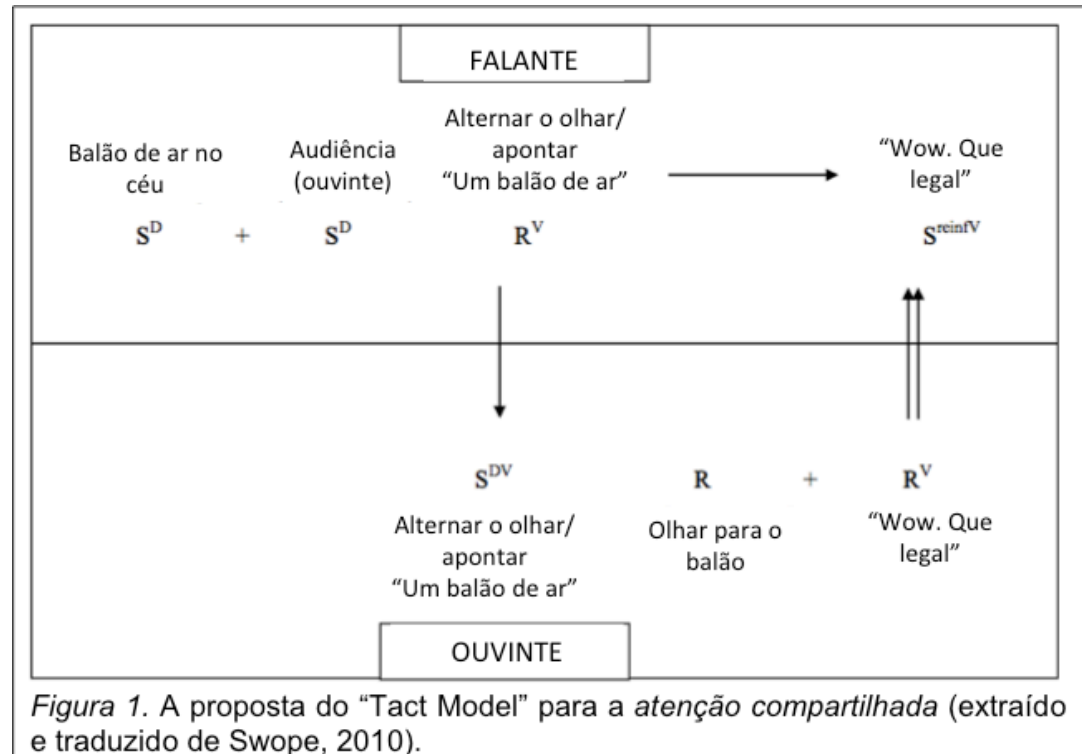 FALANTE
Balão de ar no
céu
Audiência
(ouvinte)
Alternar o olhar/
apontar
“Um balão de ar”
“Wow. Que
legal”
S^D + S^D R^V S^reinfV
S^DV R + R^V
Alternar o olhar/
apontar
“Um balão de ar”
Olhar para o
balão
“Wow. Que
legal”
OUVINTE
Figura 1. A proposta do “Tact Model” para a atenção compartilhada (extraído
e traduzido de Swope, 2010).